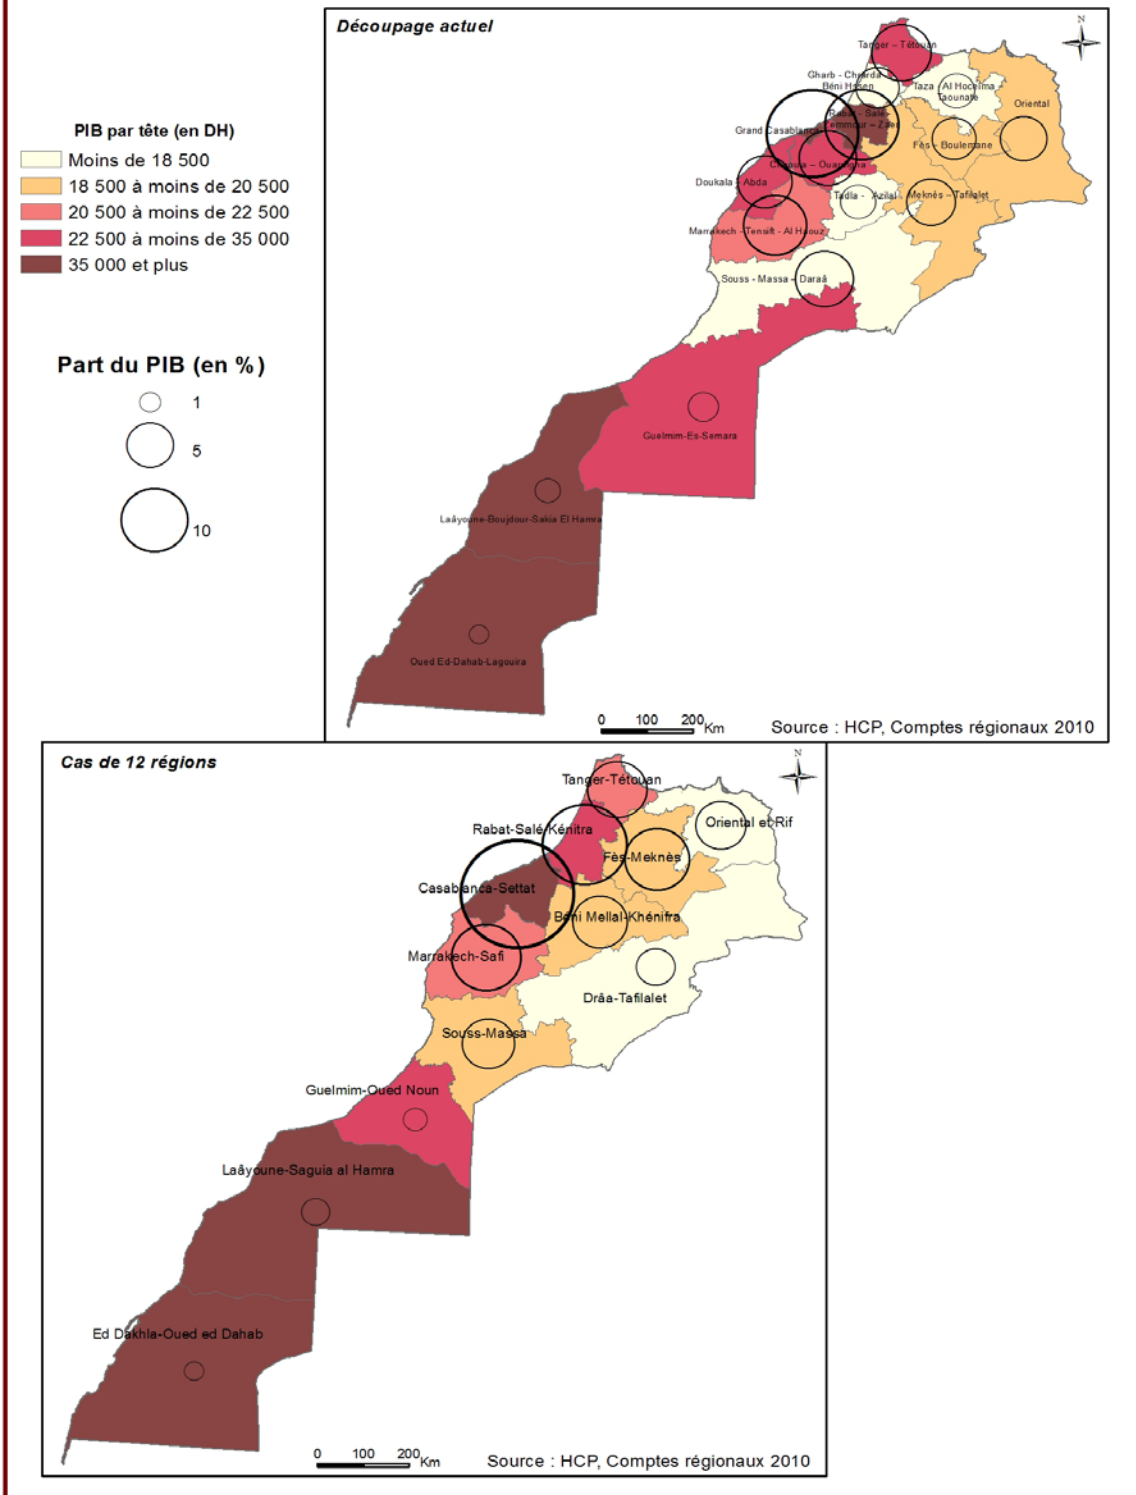 Découpage actuel
N
PIB par tête (en DH)
Moins de 18 500
18 500 à moins de 20 500
20 500 à moins de 22 500
22 500 à moins de 35 000
35 000 et plus
Part du PIB (en %)
1
5
10
Tanger – Tétouan
Gharb - Chrarda -
Béni Hssen
Taza - Al Hoceima –
Taounate
Oriental
Rabat - Salé -
Zemmour – Zaer
Grand Casablanca
Fès - Boulemane
Chaouia – Ouardigha
Doukala - Abda
Tadla - Azilal
Meknès – Tafilalet
Marrakech - Tensift - Al Haouz
Souss - Massa – Daraâ
Guelmim-Es-Semara
Laâyoune-Boujdour-Sakia El Hamra
Oued Ed-Dahab-Lagouira
0 100 200 Km
Source : HCP, Comptes régionaux 2010
Cas de 12 régions
N
Tanger-Tétouan
Oriental et Rif
Rabat-Salé-Kénitra
Fès-Meknès
Casablanca-Settat
Béni Mellal-Khénifra
Marrakech-Safi
Drâa-Tafilalet
Souss-Massa
Guelmim-Oued Noun
Laâyoune-Saguia al Hamra
Ed Dakhla-Oued ed Dahab
0 100 200 Km
Source : HCP, Comptes régionaux 2010